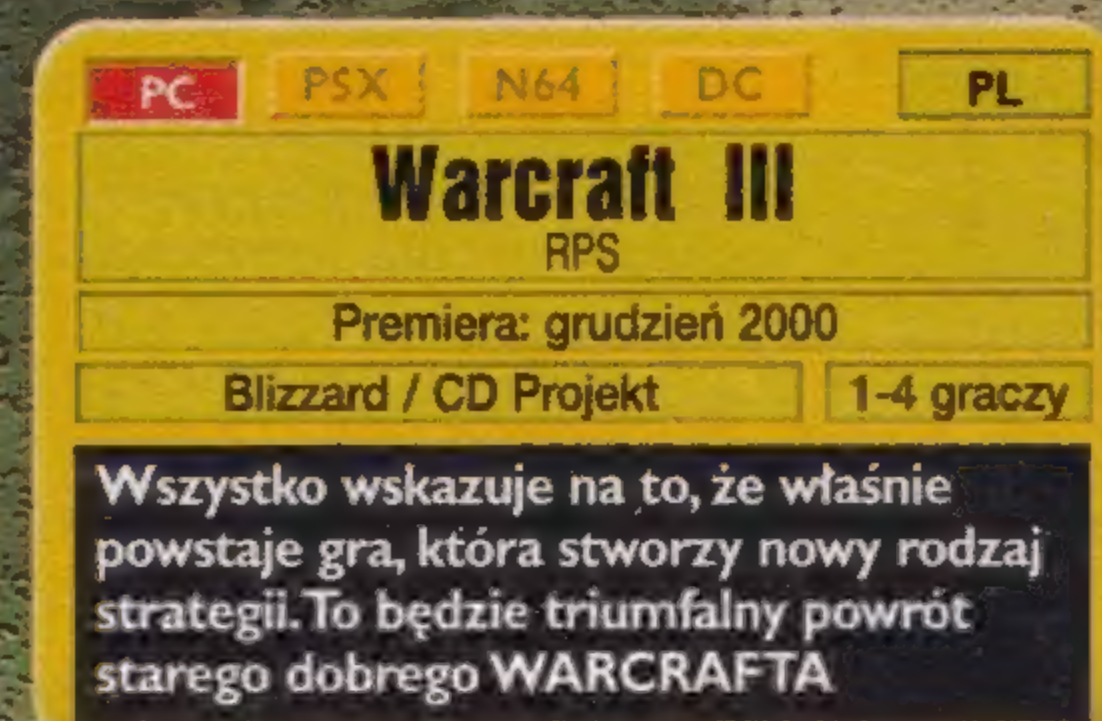 PC PSX N64 DC PL
Warcraft III
RPS
Premiera: grudzień 2000
Blizzard / CD Projekt 1-4 graczy
Wszystko wskazuje na to, że właśnie
powstaje gra, która stworzy nowy rodzaj
strategii. To będzie triumfalny powrót
starego dobrego WARCRAFTA